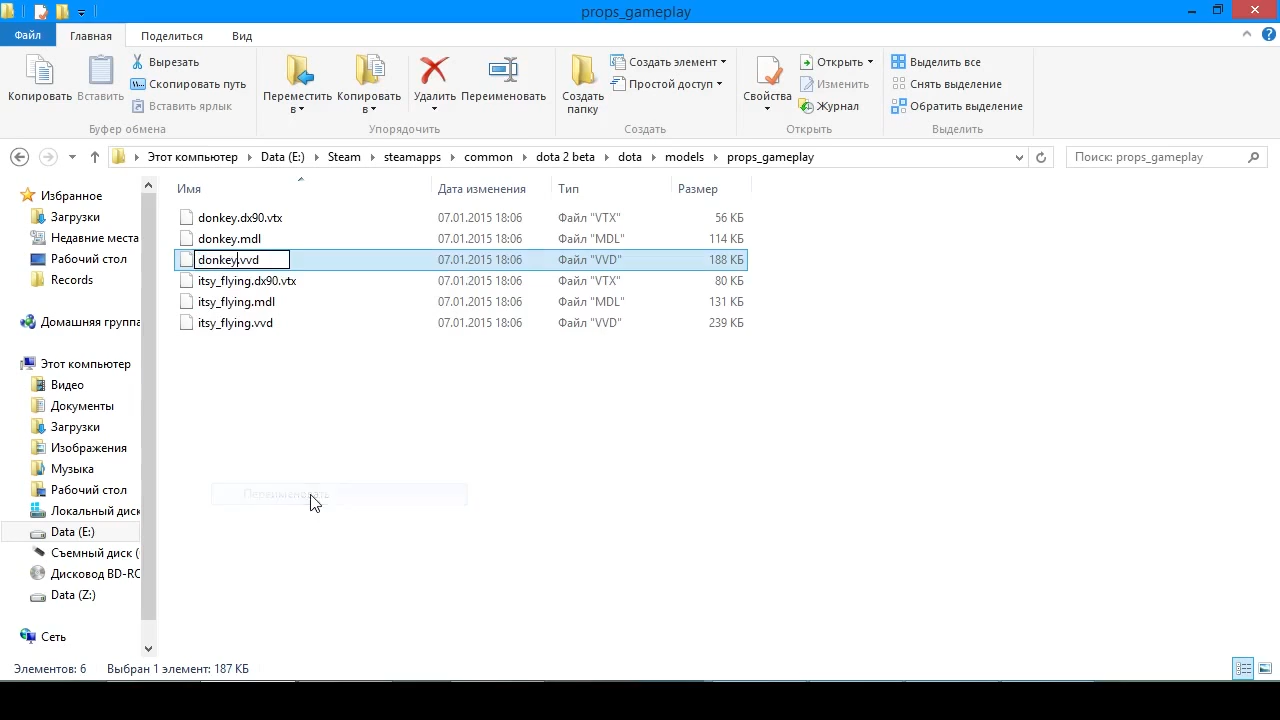 props_gameplay
Файл
Главная
Поделиться
Вид
Копировать
Вставить
Вырезать
Скопировать путь
Вставить ярлык
Буфер обмена
Переместить в
Копировать в
Удалить
Переименовать
Упорядочить
Создать папку
Создать элемент
Простой доступ
Создать
Свойства
Открыть
Изменить
Журнал
Открыть
Выделить все
Снять выделение
Обратить выделение
Выделить
Этот компьютер
Data (E:)
Steam
steamapps
common
dota 2 beta
dota
models
props_gameplay
Поиск: props_gameplay
Избранное
Загрузки
Недавние места
Рабочий стол
Records
Домашняя группа
Этот компьютер
Видео
Документы
Загрузки
Изображения
Музыка
Рабочий стол
Локальный диск
Data (E:)
Съемный диск (
Дисковод BD-RO
Data (Z:)
Сеть
Имя Дата изменения Тип Размер
donkey.dx90.vtx 07.01.2015 18:06 Файл "VTX" 56 КБ
donkey.mdl 07.01.2015 18:06 Файл "MDL" 114 КБ
donkey.vvd 07.01.2015 18:06 Файл "VVD" 188 КБ
itsy_flying.dx90.vtx 07.01.2015 18:06 Файл "VTX" 80 КБ
itsy_flying.mdl 07.01.2015 18:06 Файл "MDL" 131 КБ
itsy_flying.vvd 07.01.2015 18:06 Файл "VVD" 239 КБ
Переименовать
Элементов: 6
Выбран 1 элемент: 187 КБ